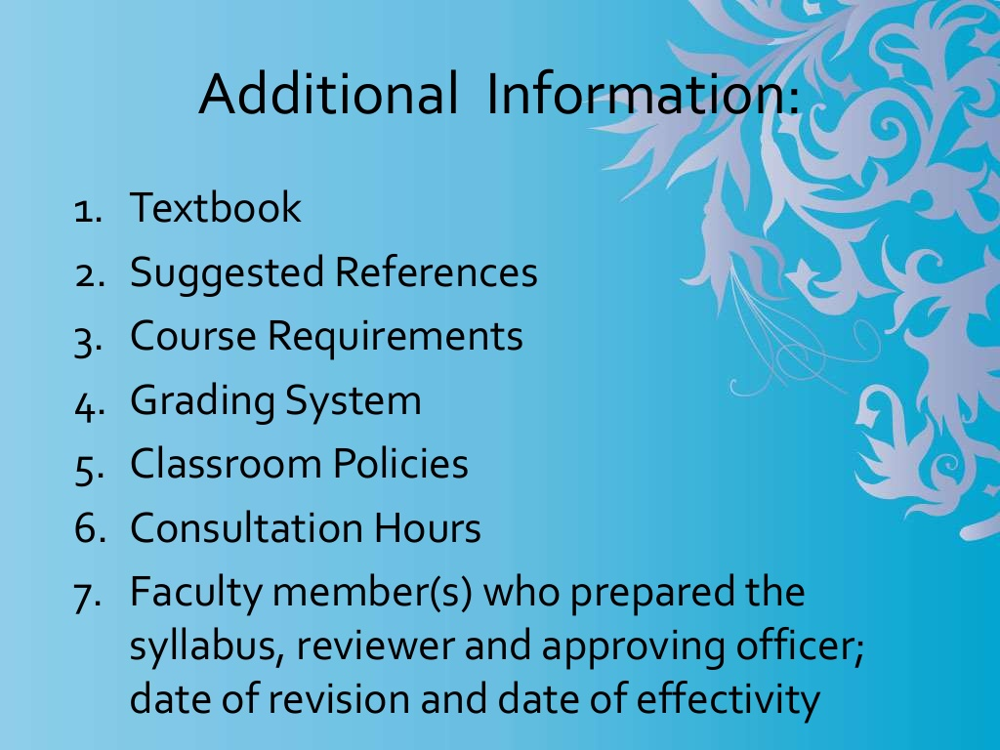 Additional Information:
1. Textbook
2. Suggested References
3. Course Requirements
4. Grading System
5. Classroom Policies
6. Consultation Hours
7. Faculty member(s) who prepared the
syllabus, reviewer and approving officer;
date of revision and date of effectivity